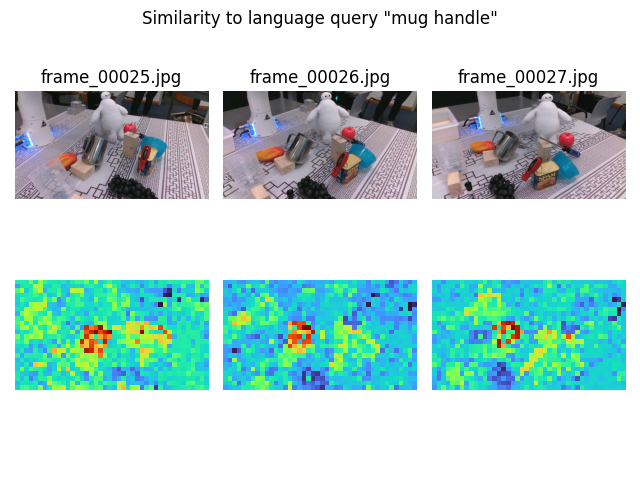 Similarity to language query "mug handle"
frame_00025.jpg
frame_00026.jpg
frame_00027.jpg